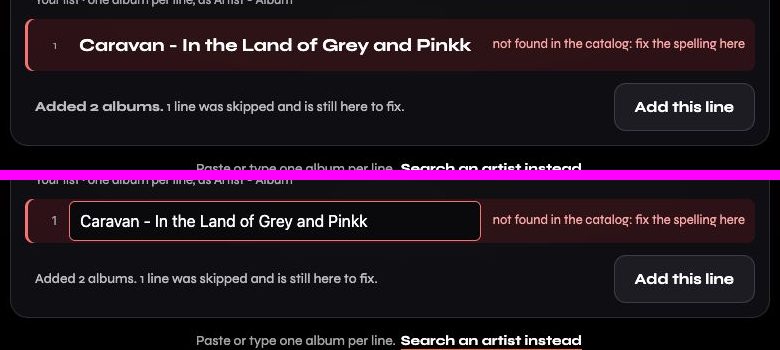 Your list · one album per line, as Artist - Album
1 Caravan - In the Land of Grey and Pinkk not found in the catalog: fix the spelling here
Added 2 albums. 1 line was skipped and is still here to fix. Add this line
Paste or type one album per line. Search an artist instead
Your list · one album per line, as Artist - Album
1 Caravan - In the Land of Grey and Pinkk not found in the catalog: fix the spelling here
Added 2 albums. 1 line was skipped and is still here to fix. Add this line
Paste or type one album per line. Search an artist instead